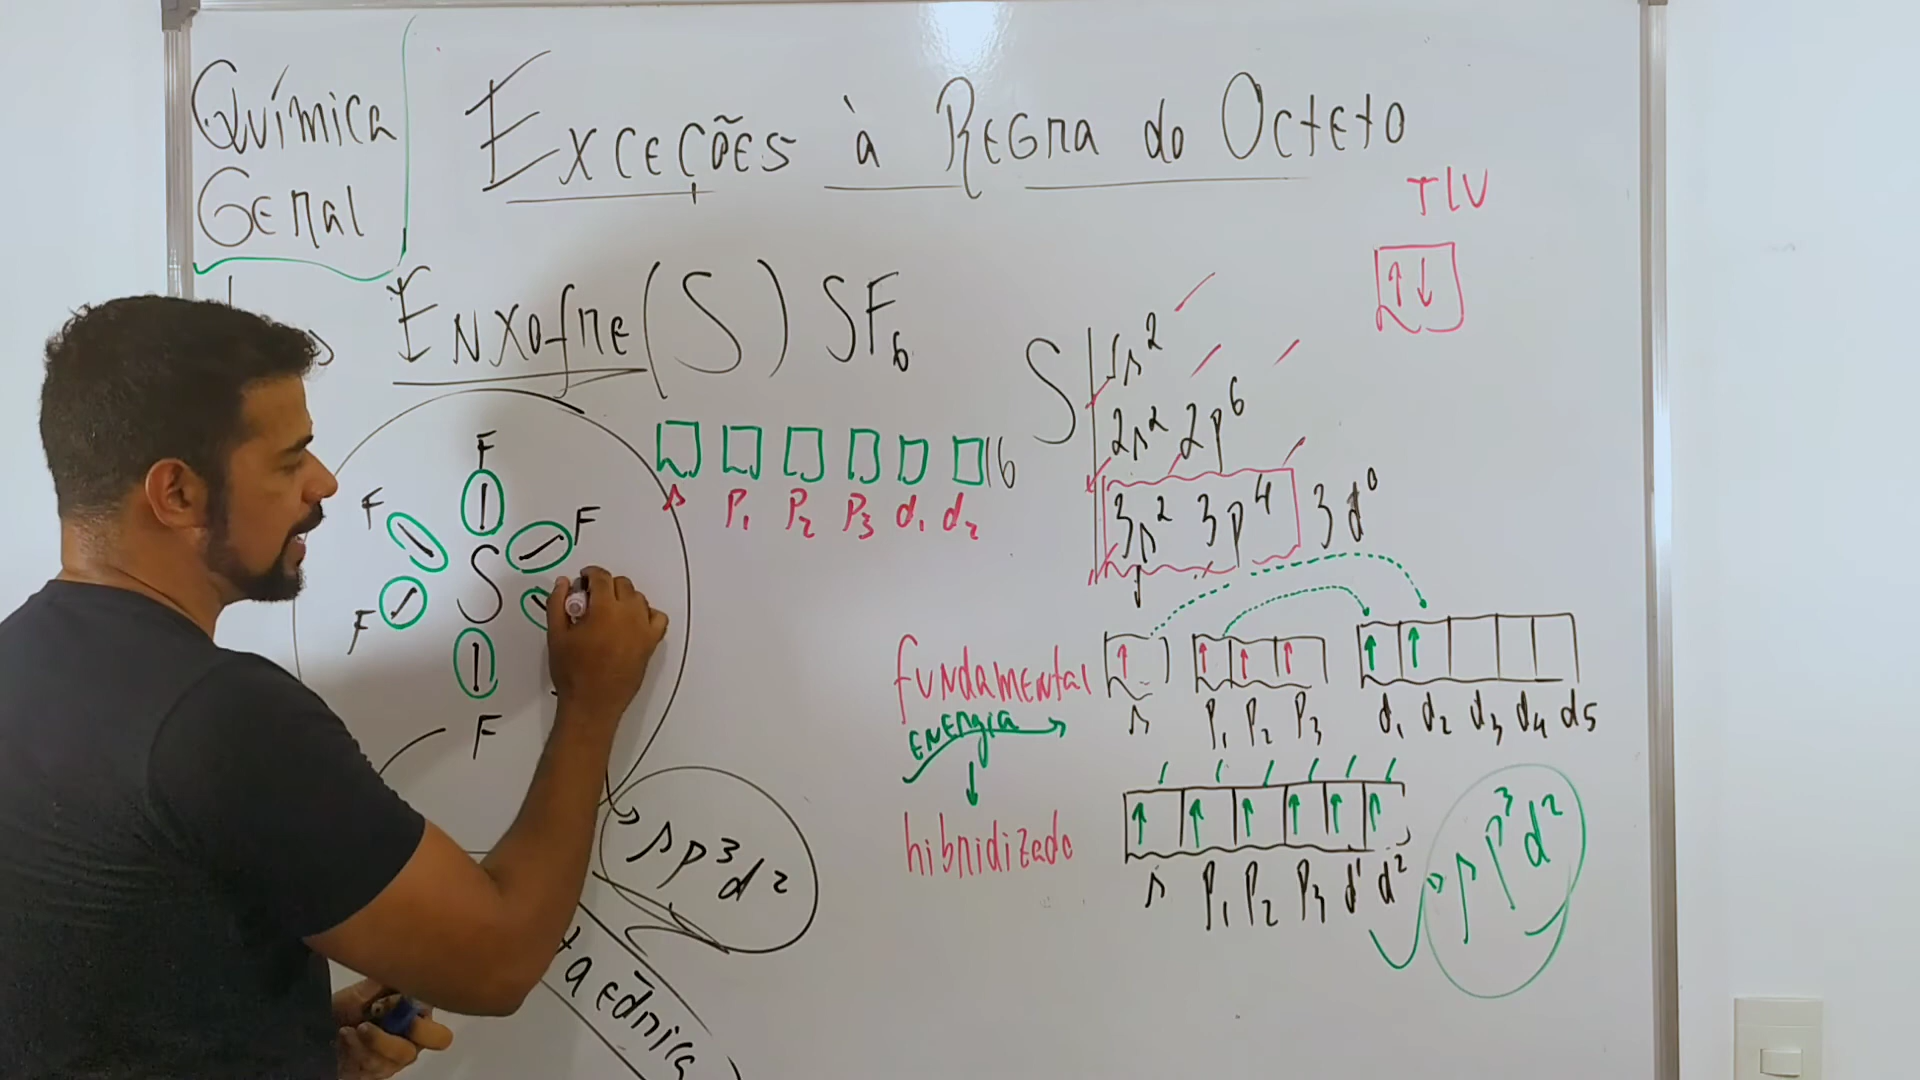 Química
Geral
Exceções à Regra do Octeto
TLV
↑↓
Enxofre (S) SF₆
S 1s²
2s² 2p⁶
3s² 3p⁴ 3d⁰
16
s p₁ p₂ p₃ d₁ d₂
F
F F
S
F
F
fundamental ↑ ↑ ↑ ↑ ↑ ↑
s p₁ p₂ p₃ d₁ d₂ d₃ d₄ d₅
energia
hibridizado ↑ ↑ ↑ ↑ ↑ ↑
s p₁ p₂ p₃ d¹ d²
sp³d²
sp³d²
taédrica